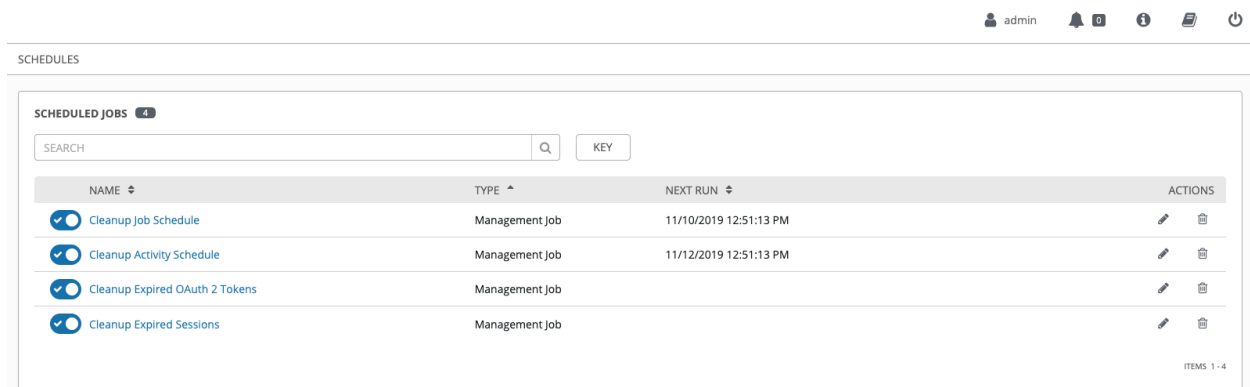 admin 0
SCHEDULES
SCHEDULED JOBS 4
SEARCH KEY
NAME TYPE NEXT RUN ACTIONS
Cleanup Job Schedule Management Job 11/10/2019 12:51:13 PM
Cleanup Activity Schedule Management Job 11/12/2019 12:51:13 PM
Cleanup Expired OAuth 2 Tokens Management Job
Cleanup Expired Sessions Management Job
ITEMS 1 - 4